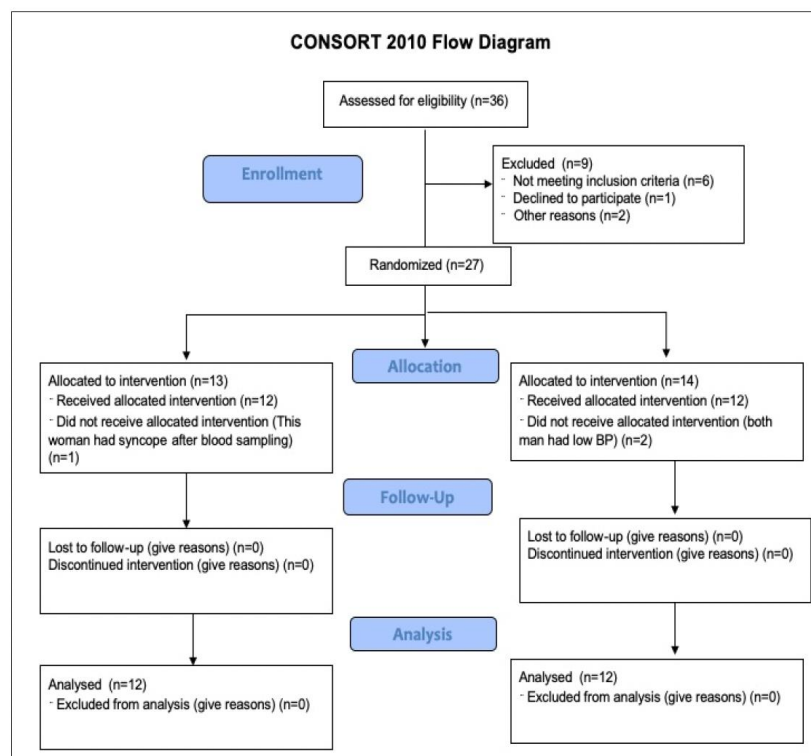 CONSORT 2010 Flow Diagram
Assessed for eligibility (n=36)
Enrollment
Excluded (n=9)
¨ Not meeting inclusion criteria (n=6)
¨ Declined to participate (n=1)
¨ Other reasons (n=2)
Randomized (n=27)
Allocation
Allocated to intervention (n=13)
¨ Received allocated intervention (n=12)
¨ Did not receive allocated intervention (This
woman had syncope after blood sampling)
(n=1)
Allocated to intervention (n=14)
¨ Received allocated intervention (n=12)
¨ Did not receive allocated intervention (both
man had low BP) (n=2)
Follow-Up
Lost to follow-up (give reasons) (n=0)
Discontinued intervention (give reasons) (n=0)
Lost to follow-up (give reasons) (n=0)
Discontinued intervention (give reasons) (n=0)
Analysis
Analysed (n=12)
¨ Excluded from analysis (give reasons) (n=0)
Analysed (n=12)
¨ Excluded from analysis (give reasons) (n=0)